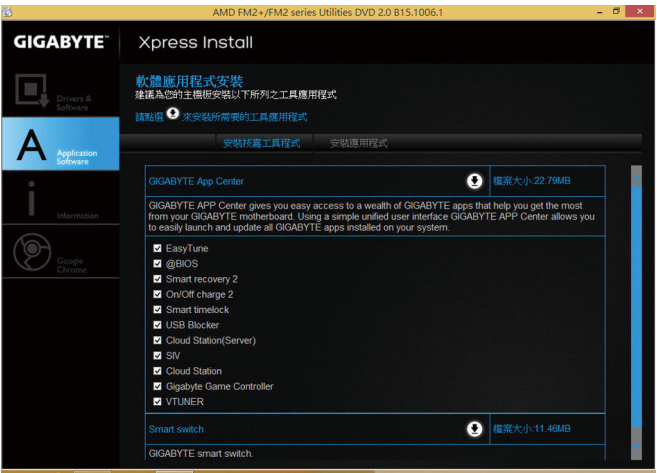 AMD FM2+/FM2 series Utilities DVD 2.0 B15.1006.1
GIGABYTE™
Xpress Install
Drivers &
Software
Application
Software
Information
Google
Chrome
軟體應用程式安裝
建議為您的主機板安裝以下所列之工具應用程式
請點選 來安裝所需要的工具應用程式
安裝技嘉工具程式 安裝應用程式
GIGABYTE App Center 檔案大小:22.79MB
GIGABYTE APP Center gives you easy access to a wealth of GIGABYTE apps that help you get the most
from your GIGABYTE motherboard. Using a simple unified user interface GIGABYTE APP Center allows you
to easily launch and update all GIGABYTE apps installed on your system.
EasyTune
@BIOS
Smart recovery 2
On/Off charge 2
Smart timelock
USB Blocker
Cloud Station(Server)
SIV
Cloud Station
Gigabyte Game Controller
VTUNER
Smart switch 檔案大小:11.46MB
GIGABYTE smart switch.